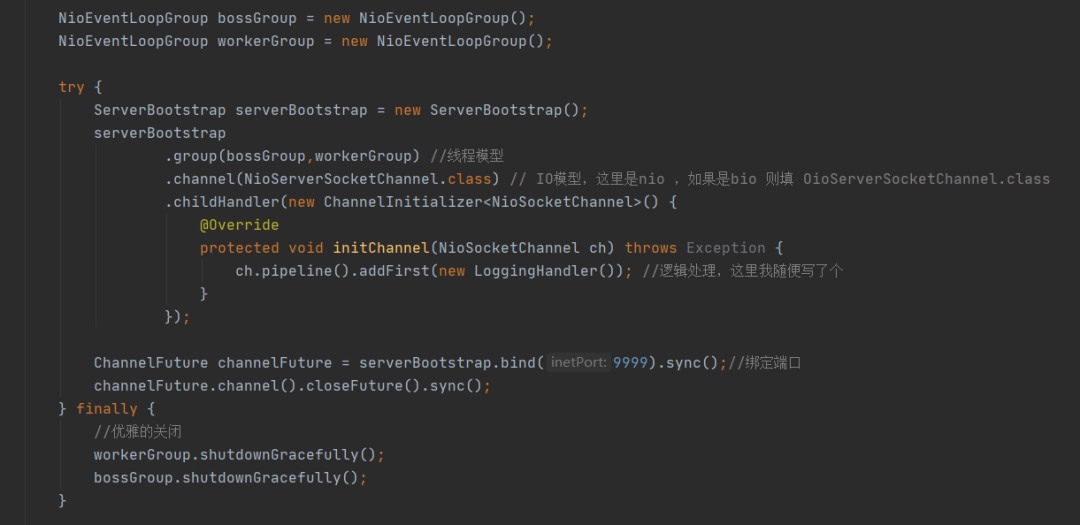 NioEventLoopGroup bossGroup = new NioEventLoopGroup();
NioEventLoopGroup workerGroup = new NioEventLoopGroup();
try {
ServerBootstrap serverBootstrap = new ServerBootstrap();
serverBootstrap
.group(bossGroup,workerGroup) //线程模型
.channel(NioServerSocketChannel.class) // IO模型，这里是nio ，如果是bio 则填 OioServerSocketChannel.class
.childHandler(new ChannelInitializer<NioSocketChannel>() {
@Override
protected void initChannel(NioSocketChannel ch) throws Exception {
ch.pipeline().addFirst(new LoggingHandler()); //逻辑处理，这里我随便写了个
}
});
ChannelFuture channelFuture = serverBootstrap.bind( inetPort: 9999).sync();//绑定端口
channelFuture.channel().closeFuture().sync();
} finally {
//优雅的关闭
workerGroup.shutdownGracefully();
bossGroup.shutdownGracefully();
}